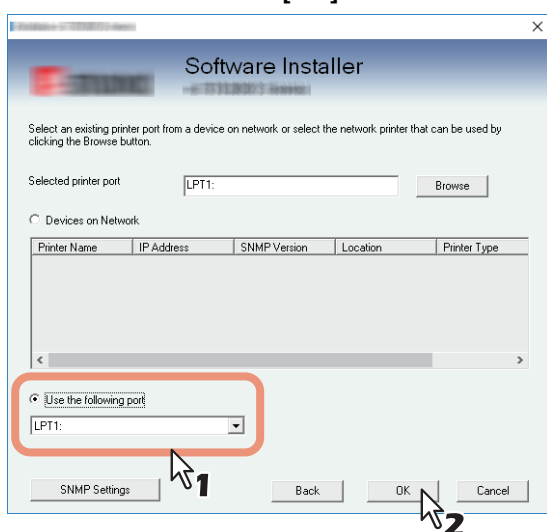 Software Installer
Select an existing printer port from a device on network or select the network printer that can be used by
clicking the Browse button.
Selected printer port
LPT1:
Browse
Devices on Network
Printer Name IP Address SNMP Version Location Printer Type
Use the following port
LPT1:
1
SNMP Settings Back OK Cancel
2